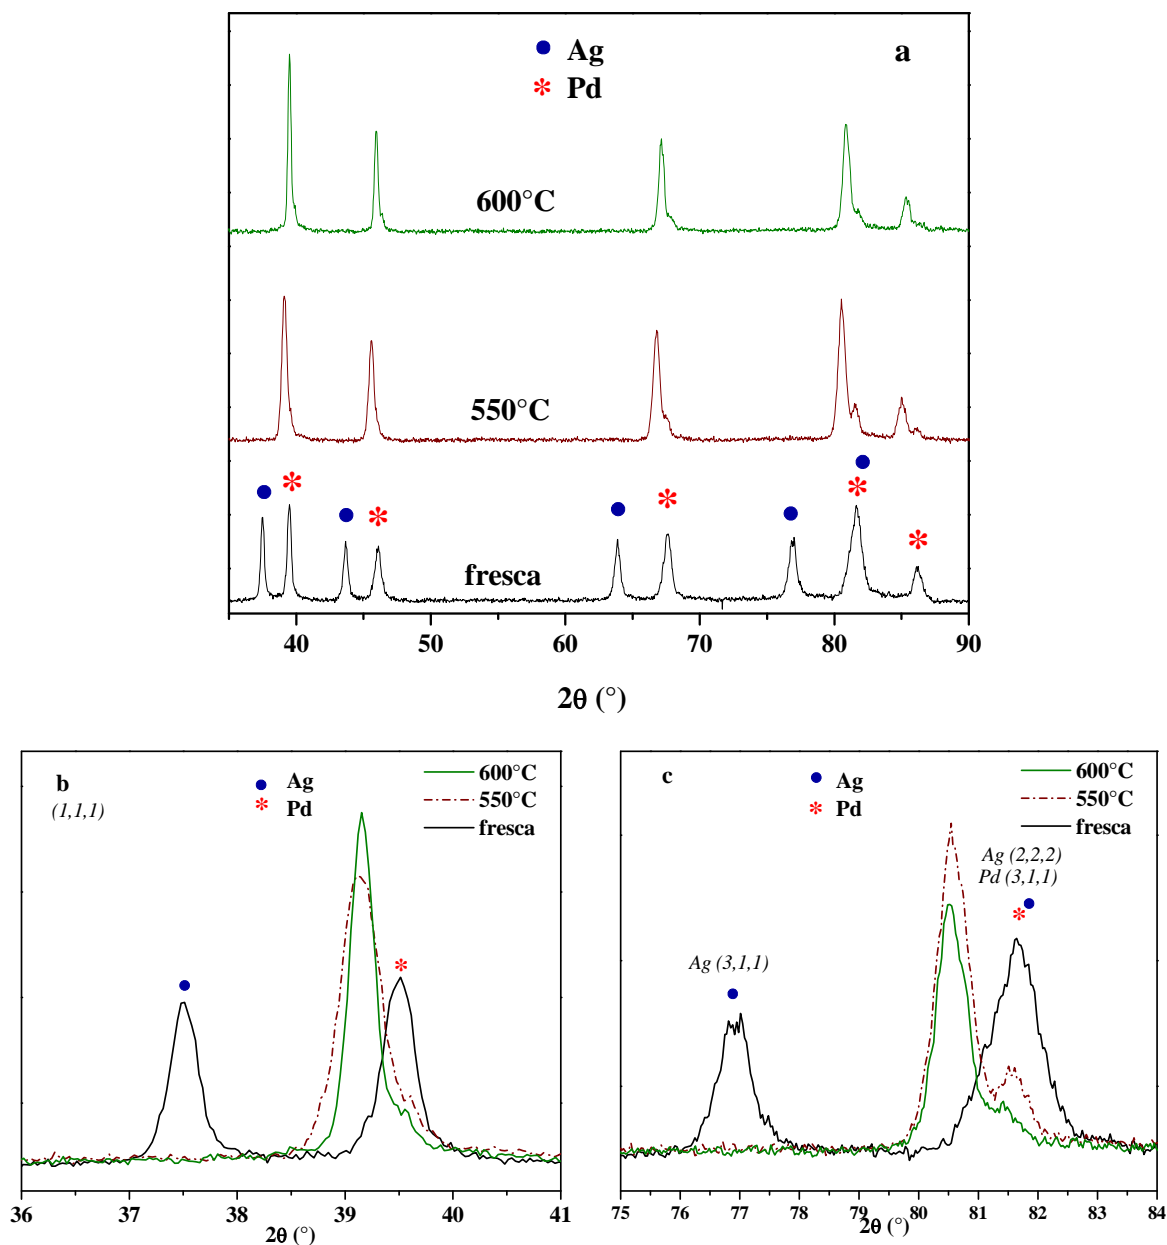 Ag
a
Pd
600°C
550°C
fresca
40 50 60 70 80 90
2θ (°)
b
Ag
600°C
(1,1,1)
Pd
550°C
fresca
36 37 38 39 40 41
2θ (°)
c
Ag
600°C
Pd
550°C
fresca
Ag (2,2,2)
Pd (3,1,1)
Ag (3,1,1)
75 76 77 78 79 80 81 82 83 84
2θ (°)